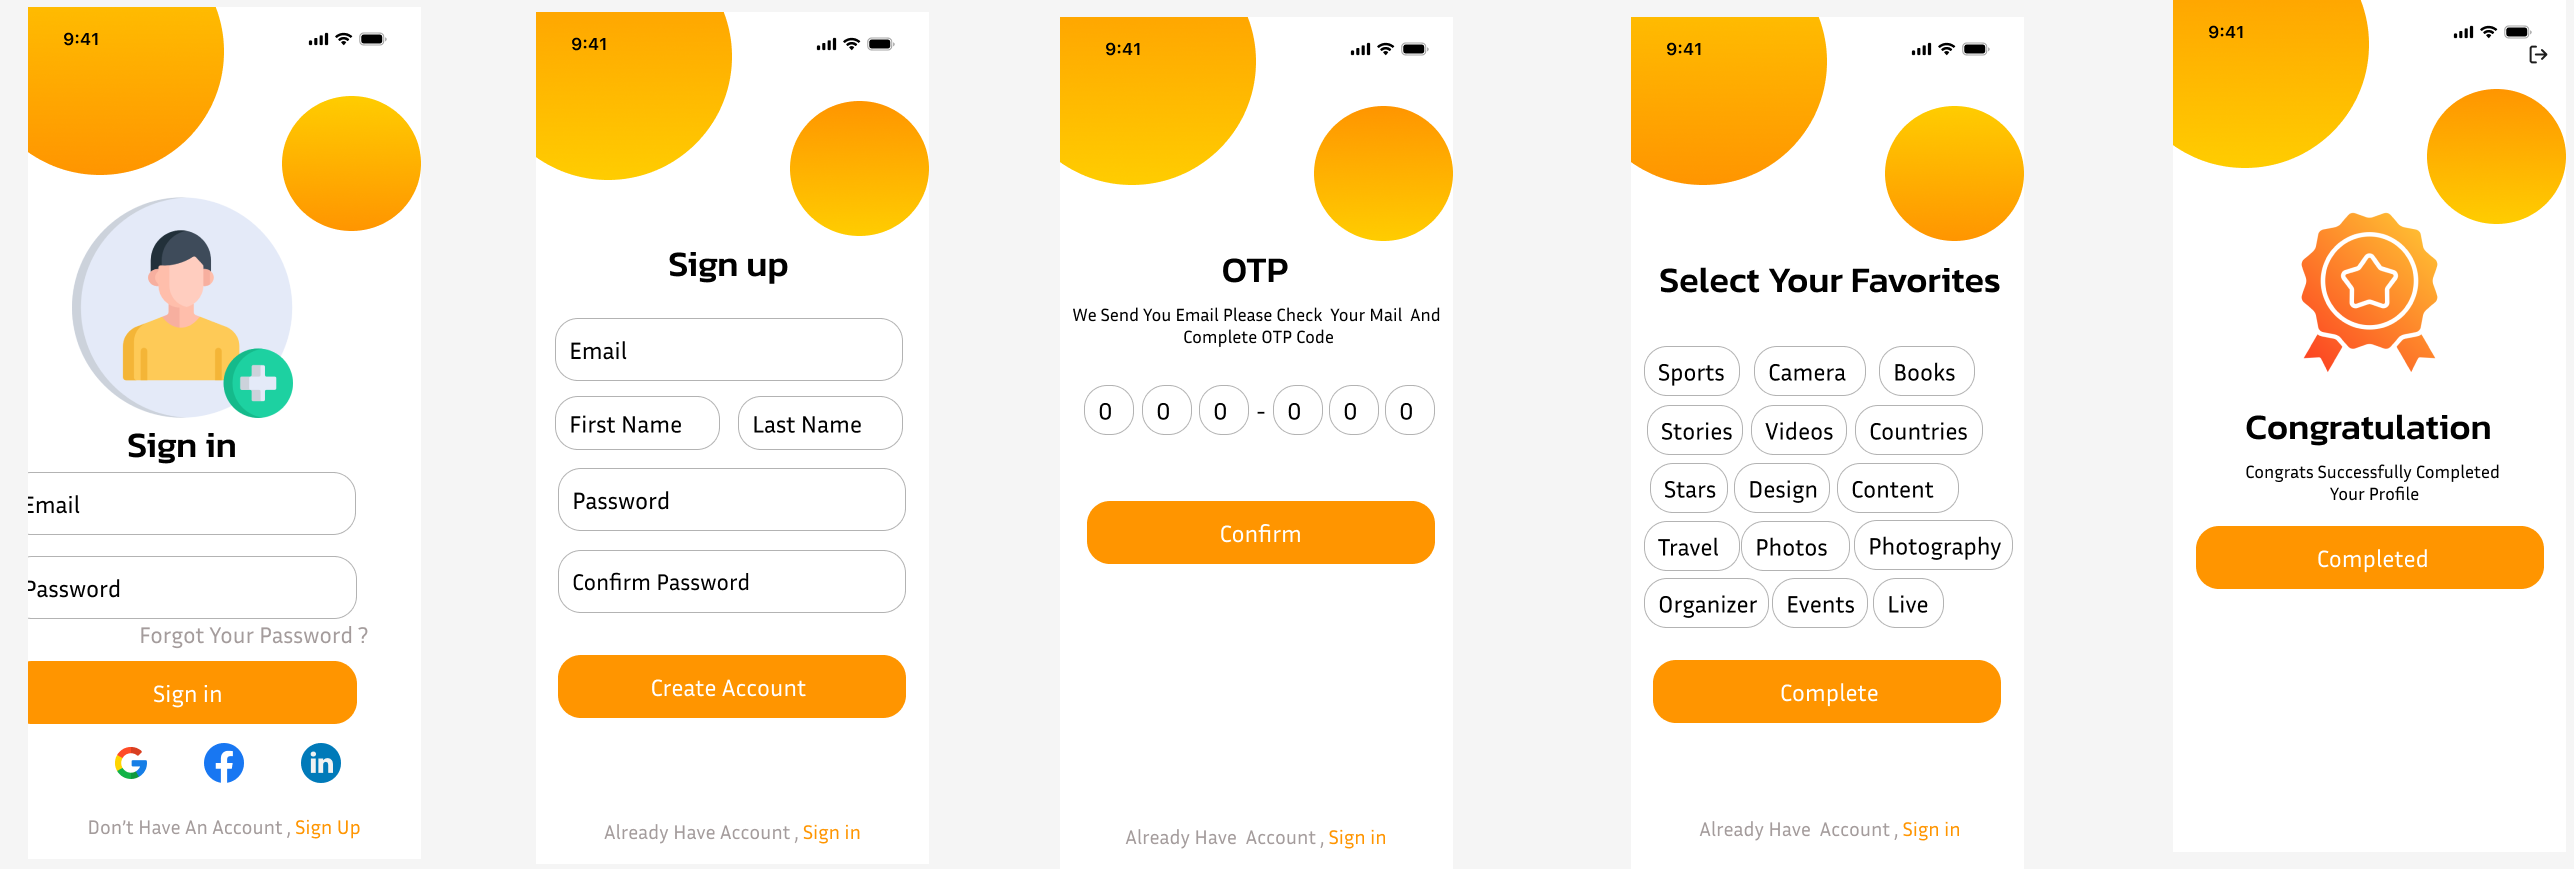 9:41
Sign in
Email
Password
Forgot Your Password ?
Sign in
Don't Have An Account , Sign Up
9:41
Sign up
Email
First Name Last Name
Password
Confirm Password
Create Account
Already Have Account , Sign in
9:41
OTP
We Send You Email Please Check Your Mail And
Complete OTP Code
0 0 0 - 0 0 0
Confirm
Already Have Account , Sign in
9:41
Select Your Favorites
Sports Camera Books
Stories Videos Countries
Stars Design Content
Travel Photos Photography
Organizer Events Live
Complete
Already Have Account , Sign in
9:41
Congratulation
Congrats Successfully Completed
Your Profile
Completed